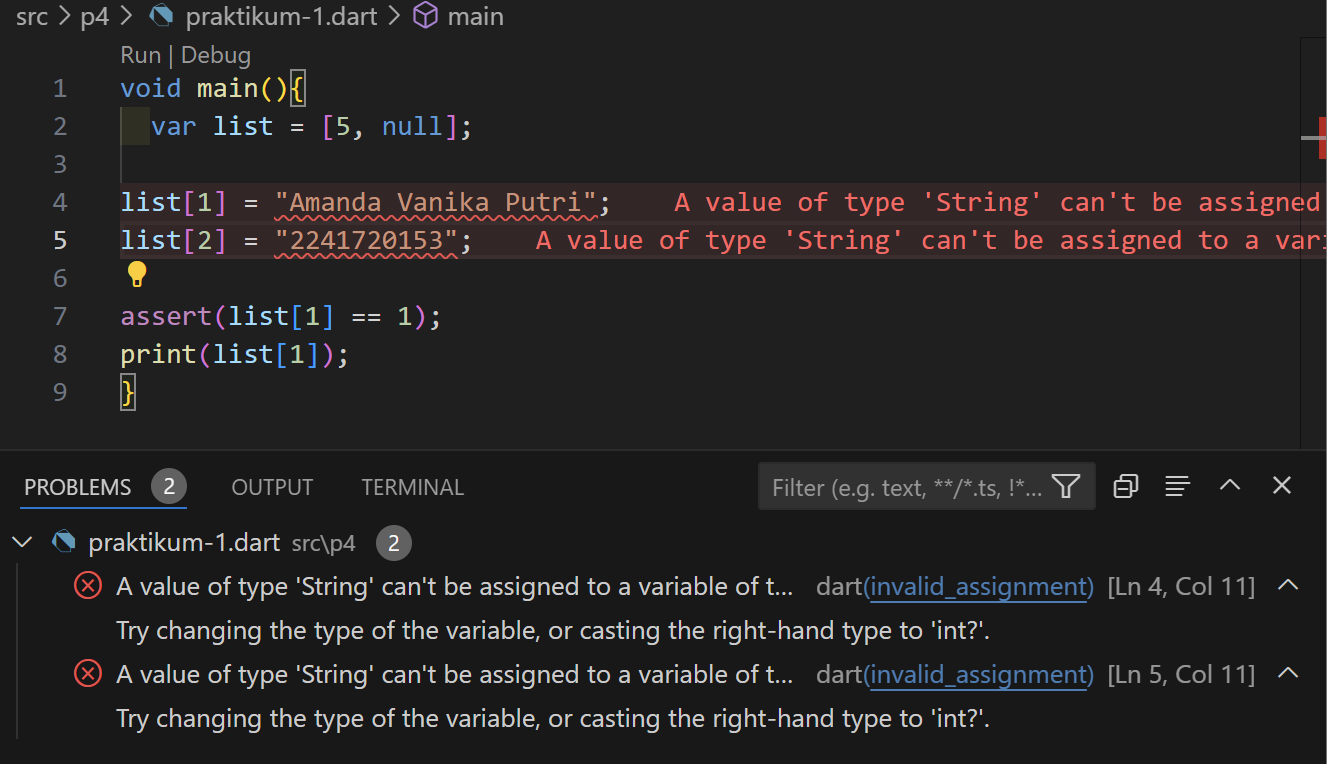 src > p4 > praktikum-1.dart > main
Run | Debug
1 void main(){
2 var list = [5, null];
3
4 list[1] = "Amanda Vanika Putri"; A value of type 'String' can't be assigned
5 list[2] = "2241720153"; A value of type 'String' can't be assigned to a vari
6
7 assert(list[1] == 1);
8 print(list[1]);
9 }
PROBLEMS 2 OUTPUT TERMINAL Filter (e.g. text, **/*.ts, !*...
praktikum-1.dart src\p4 2
A value of type 'String' can't be assigned to a variable of t... dart(invalid_assignment) [Ln 4, Col 11]
Try changing the type of the variable, or casting the right-hand type to 'int?'.
A value of type 'String' can't be assigned to a variable of t... dart(invalid_assignment) [Ln 5, Col 11]
Try changing the type of the variable, or casting the right-hand type to 'int?'.